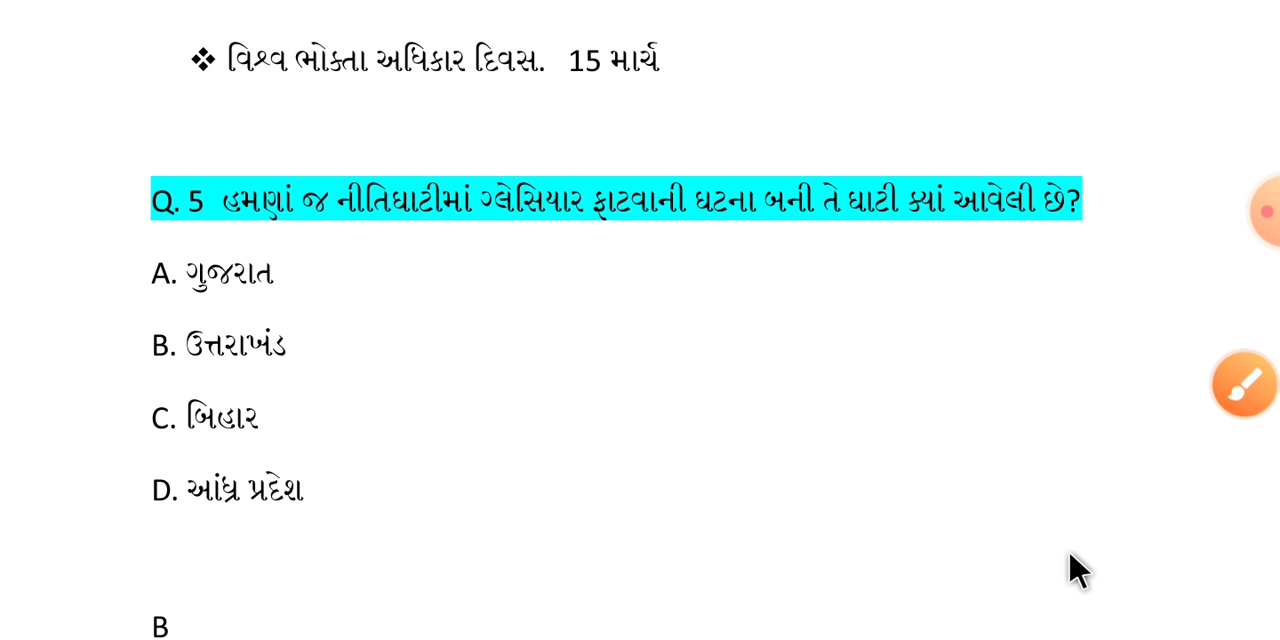 ❖ વિશ્વ ભોક્તા અધિકાર દિવસ. 15 માર્ચ
Q. 5 હમણાં જ નીતિઘાટીમાં ગ્લેસિયાર ફાટવાની ઘટના બની તે ઘાટી ક્યાં આવેલી છે?
A. ગુજરાત
B. ઉત્તરાખંડ
C. બિહાર
D. આંધ્ર પ્રદેશ
B